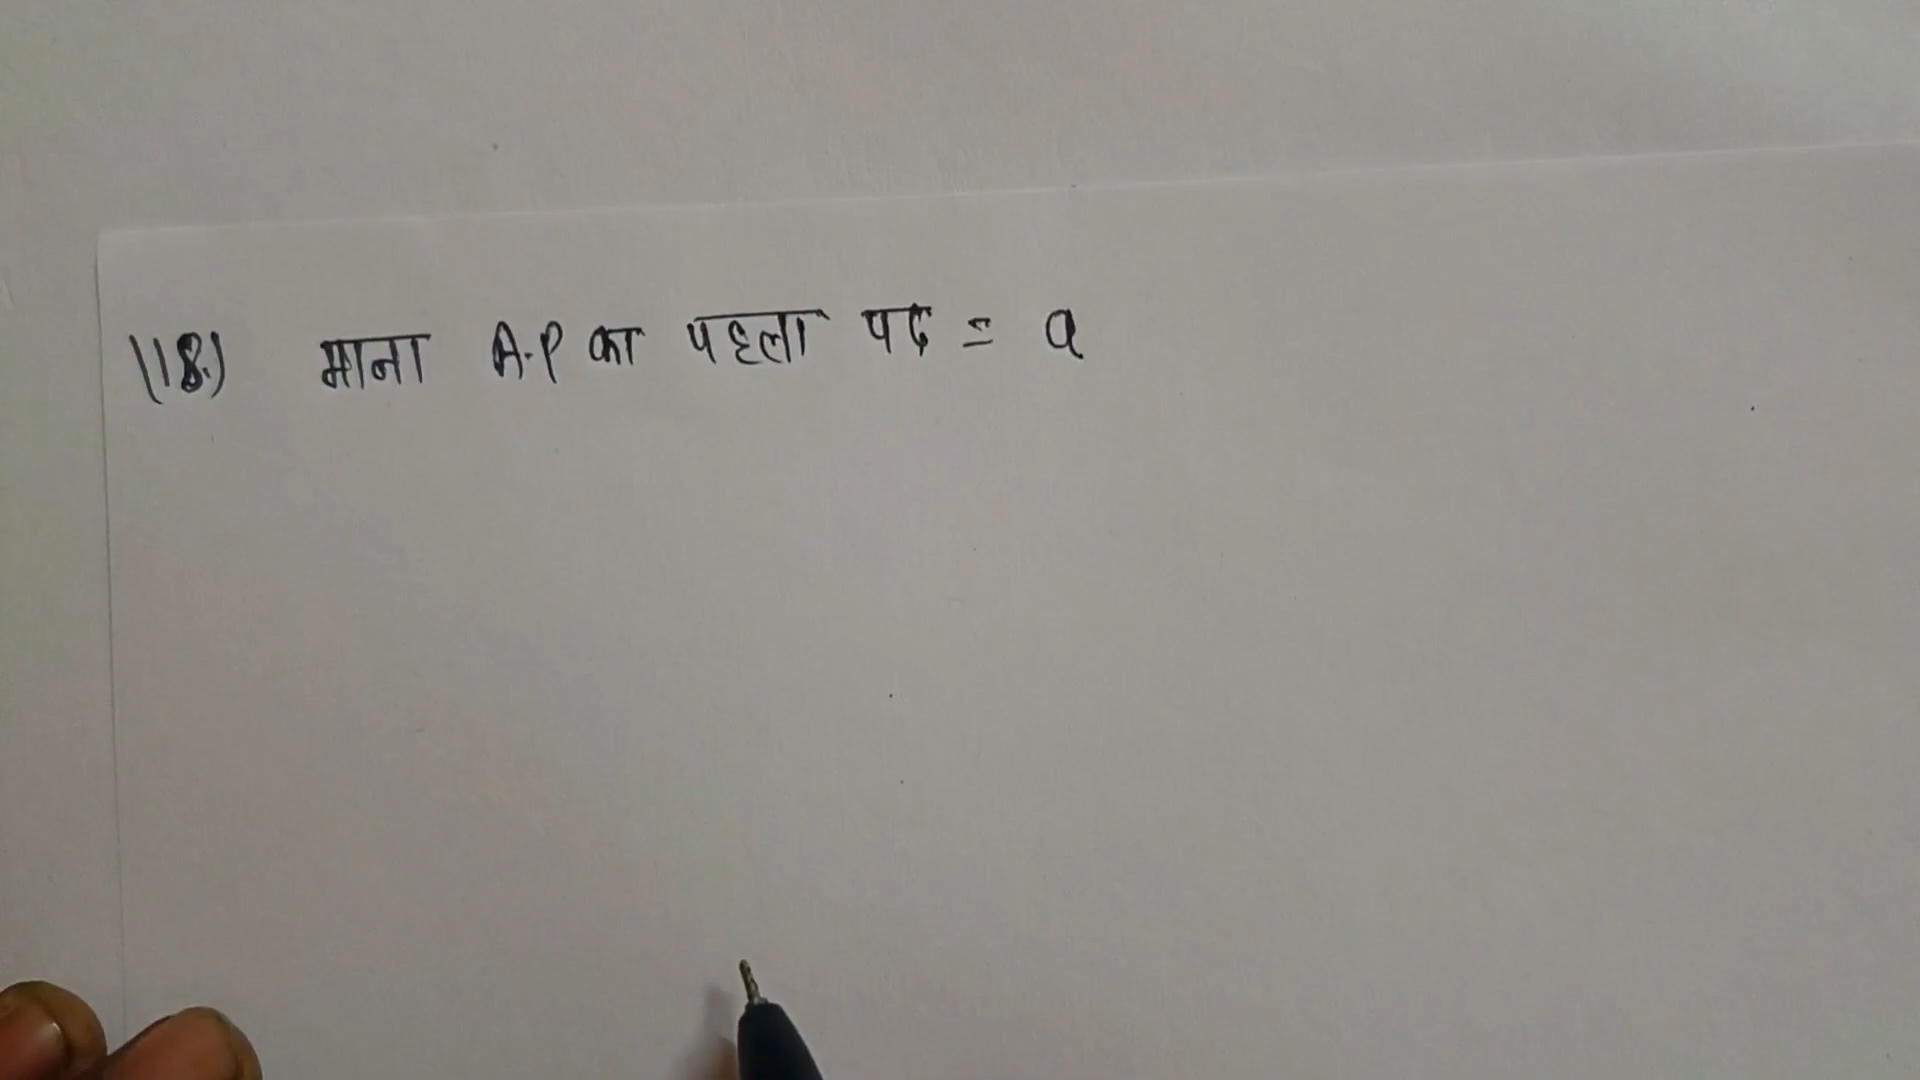 (18.) माना A.P का पहला पद = a